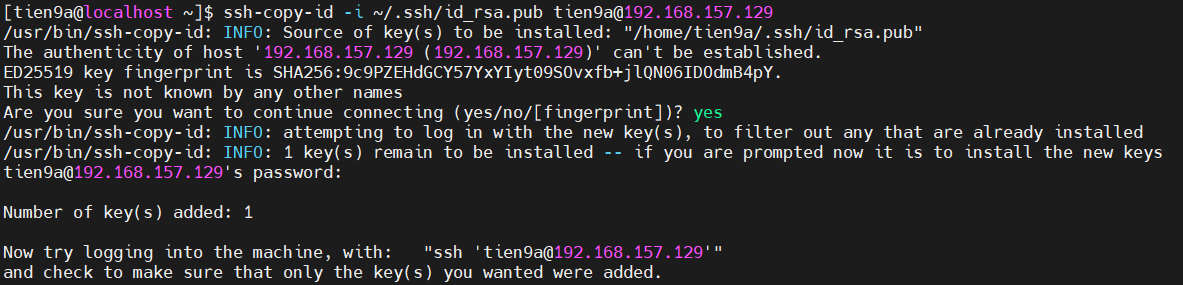 [tien9a@localhost ~]$ ssh-copy-id -i ~/.ssh/id_rsa.pub tien9a@192.168.157.129
/usr/bin/ssh-copy-id: INFO: Source of key(s) to be installed: "/home/tien9a/.ssh/id_rsa.pub"
The authenticity of host '192.168.157.129 (192.168.157.129)' can't be established.
ED25519 key fingerprint is SHA256:9c9PZEHdGCY57YxYIyt09SOvxfb+jlQN06IDOdmB4pY.
This key is not known by any other names
Are you sure you want to continue connecting (yes/no/[fingerprint])? yes
/usr/bin/ssh-copy-id: INFO: attempting to log in with the new key(s), to filter out any that are already installed
/usr/bin/ssh-copy-id: INFO: 1 key(s) remain to be installed -- if you are prompted now it is to install the new keys
tien9a@192.168.157.129's password:

Number of key(s) added: 1

Now try logging into the machine, with:   "ssh 'tien9a@192.168.157.129'"
and check to make sure that only the key(s) you wanted were added.